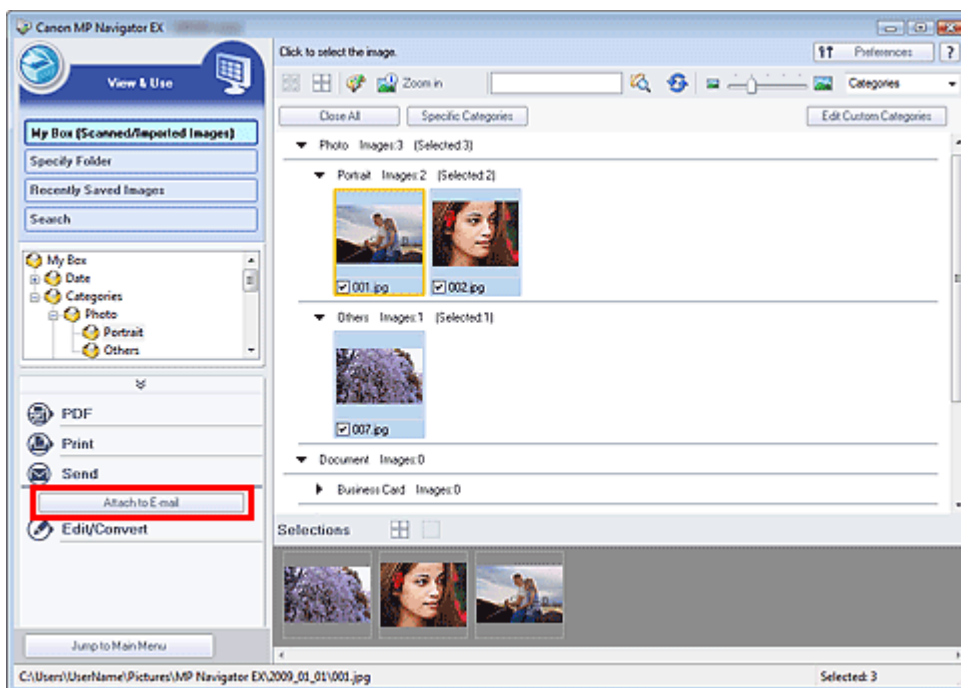 Canon MP Navigator EX
Click to select the image.
Preferences
?
View & Use
Zoom in
Categories
Close All
Specific Categories
Edit Custom Categories
My Box (Scanned/Imported Images)
Specify Folder
Recently Saved Images
Search
My Box
Date
Categories
Photo
Portrait
Others
PDF
Print
Send
Attach to E-mail
Edit/Convert
Jump to Main Menu
Photo Images:3 (Selected:3)
Portrait Images:2 (Selected:2)
001.jpg
002.jpg
Others Images:1 (Selected:1)
007.jpg
Document Images:0
Business Card Images:0
Selections
C:\Users\UserName\Pictures\MP Navigator EX\2009_01_01\001.jpg
Selected: 3